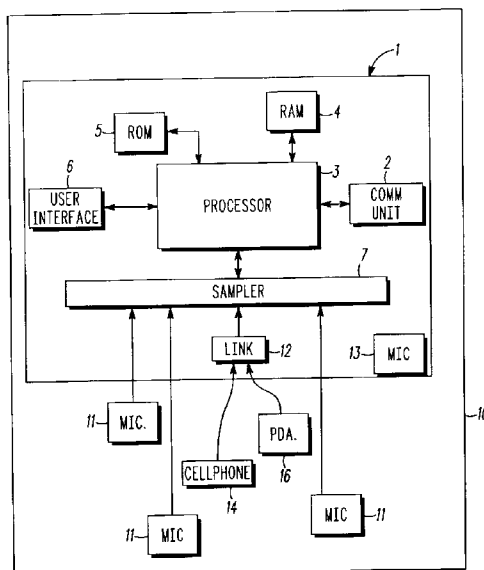 1
RAM
4
5
ROM
3
6
USER
INTERFACE
PROCESSOR
2
COMM
UNIT
7
SAMPLER
LINK
12
13
MIC
11
MIC.
PDA.
16
10
CELLPHONE
14
11
MIC
MIC
11